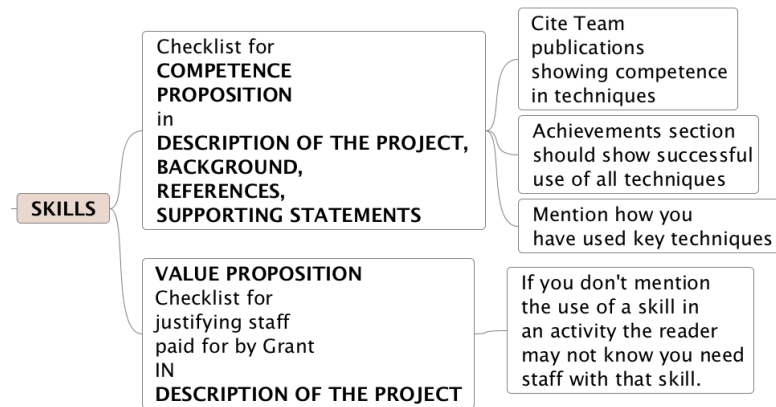 SKILLS
Checklist for
COMPETENCE
PROPOSITION
in
DESCRIPTION OF THE PROJECT,
BACKGROUND,
REFERENCES,
SUPPORTING STATEMENTS
Cite Team
publications
showing competence
in techniques
Achievements section
should show successful
use of all techniques
Mention how you
have used key techniques
VALUE PROPOSITION
Checklist for
justifying staff
paid for by Grant
IN
DESCRIPTION OF THE PROJECT
If you don't mention
the use of a skill in
an activity the reader
may not know you need
staff with that skill.